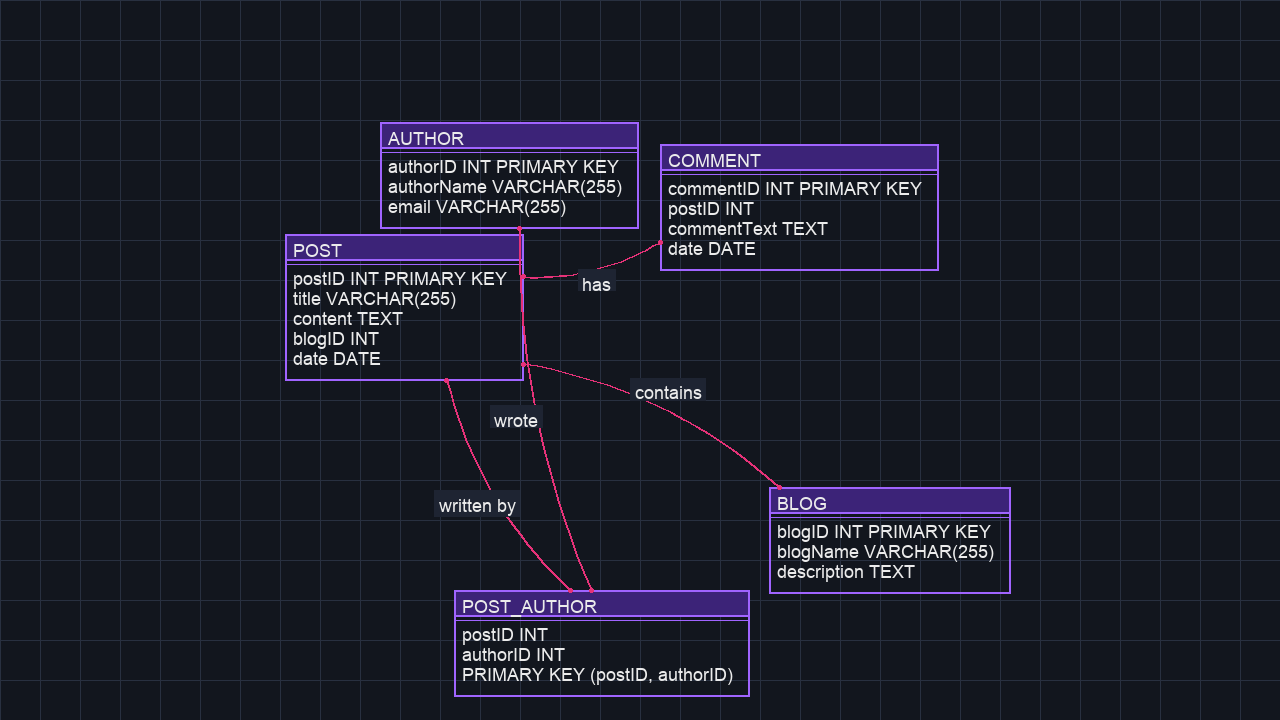 AUTHOR
authorID INT PRIMARY KEY
authorName VARCHAR(255)
email VARCHAR(255)
COMMENT
commentID INT PRIMARY KEY
postID INT
commentText TEXT
date DATE
POST
postID INT PRIMARY KEY
title VARCHAR(255)
content TEXT
blogID INT
date DATE
has
contains
wrote
written by
BLOG
blogID INT PRIMARY KEY
blogName VARCHAR(255)
description TEXT
POST_AUTHOR
postID INT
authorID INT
PRIMARY KEY (postID, authorID)